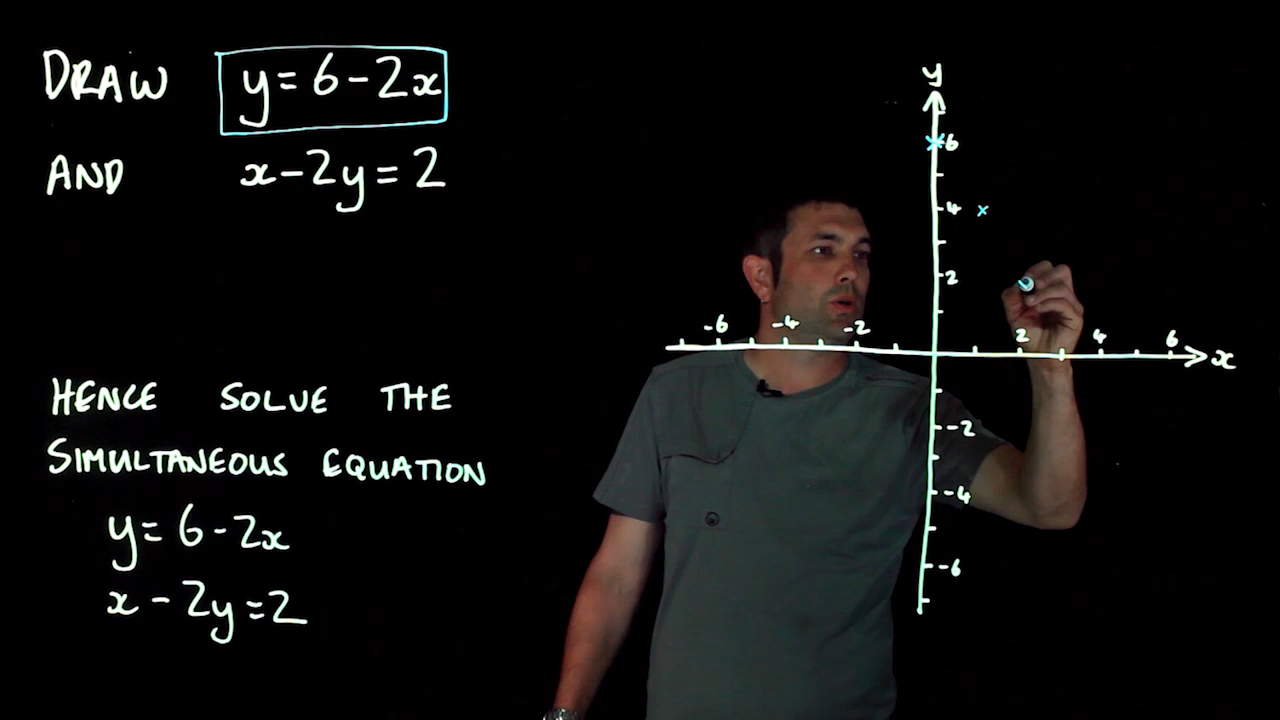 DRAW y=6-2x
AND x-2y=2
HENCE SOLVE THE
SIMULTANEOUS EQUATION
y=6-2x
x-2y=2
y
6
4
2
-6 -4 -2 2 4 6 x
-2
-4
-6